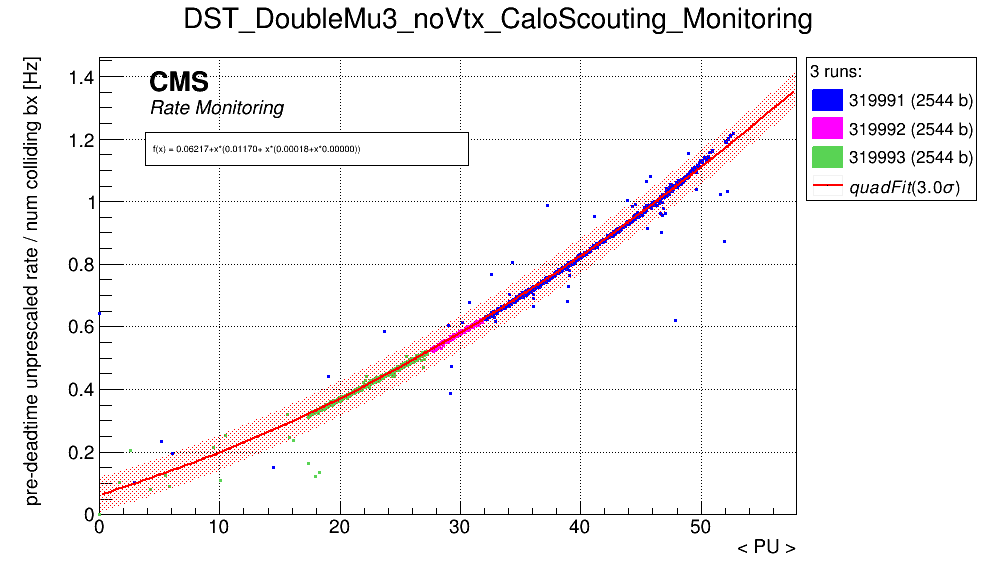 DST_DoubleMu3_noVtx_CaloScouting_Monitoring
pre-deadtime unprescaled rate / num colliding bx [Hz]
CMS
Rate Monitoring
f(x) = 0.06217+x*(0.01170+ x*(0.00018+x*0.00000))
1.4
1.2
1
0.8
0.6
0.4
0.2
0
0 10 20 30 40 50
< PU >
3 runs:
319991 (2544 b)
319992 (2544 b)
319993 (2544 b)
quadFit(3.0σ)